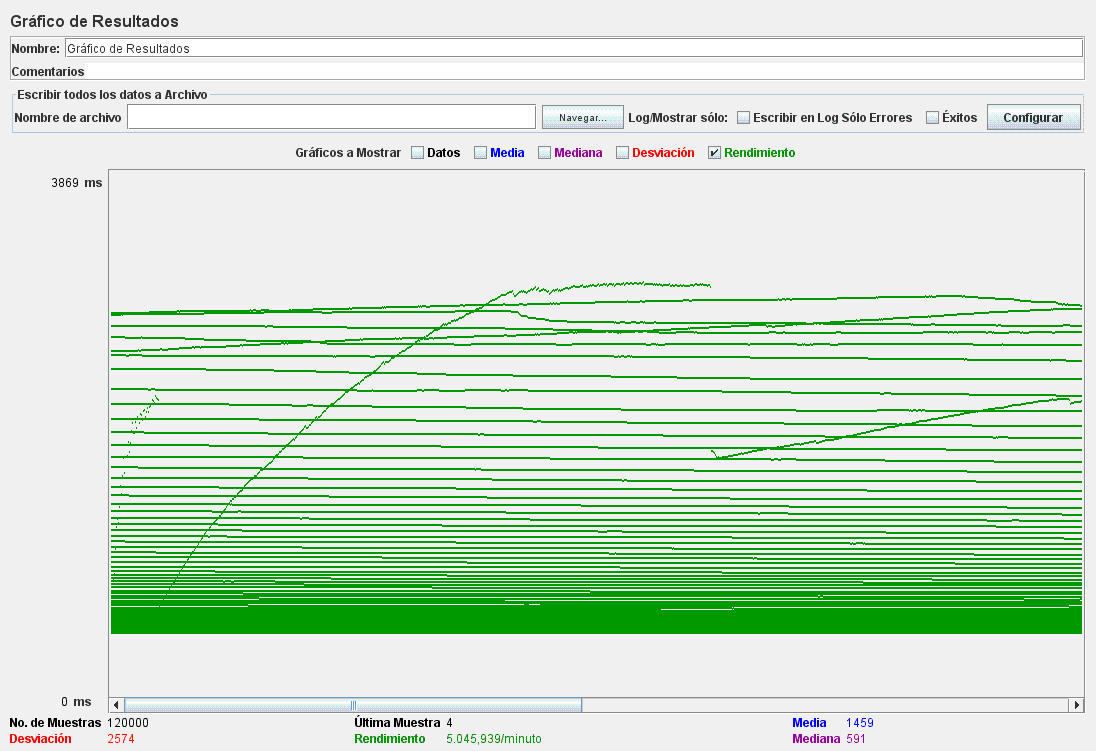 Gráfico de Resultados
Nombre: Gráfico de Resultados
Comentarios
Escribir todos los datos a Archivo
Nombre de archivo Navegar... Log/Mostrar sólo: Escribir en Log Sólo Errores Éxitos Configurar
Gráficos a Mostrar Datos Media Mediana Desviación Rendimiento
3869 ms
0 ms
No. de Muestras 120000 Última Muestra 4 Media 1459
Desviación 2574 Rendimiento 5.045,939/minuto Mediana 591